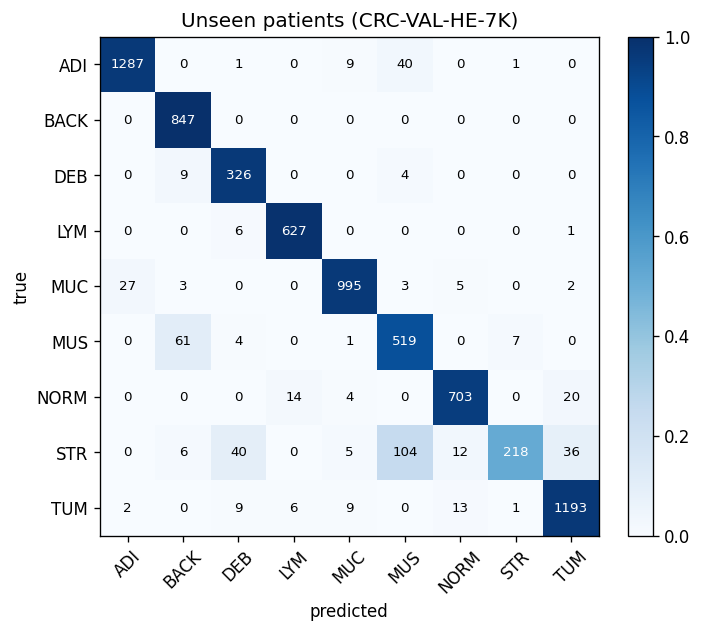 Unseen patients (CRC-VAL-HE-7K)
ADI 1287 0 1 0 9 40 0 1 0
BACK 0 847 0 0 0 0 0 0 0
DEB 0 9 326 0 0 4 0 0 0
LYM 0 0 6 627 0 0 0 0 1
MUC 27 3 0 0 995 3 5 0 2
MUS 0 61 4 0 1 519 0 7 0
NORM 0 0 0 14 4 0 703 0 20
STR 0 6 40 0 5 104 12 218 36
TUM 2 0 9 6 9 0 13 1 1193
ADI BACK DEB LYM MUC MUS NORM STR TUM
predicted
true
1.0
0.8
0.6
0.4
0.2
0.0